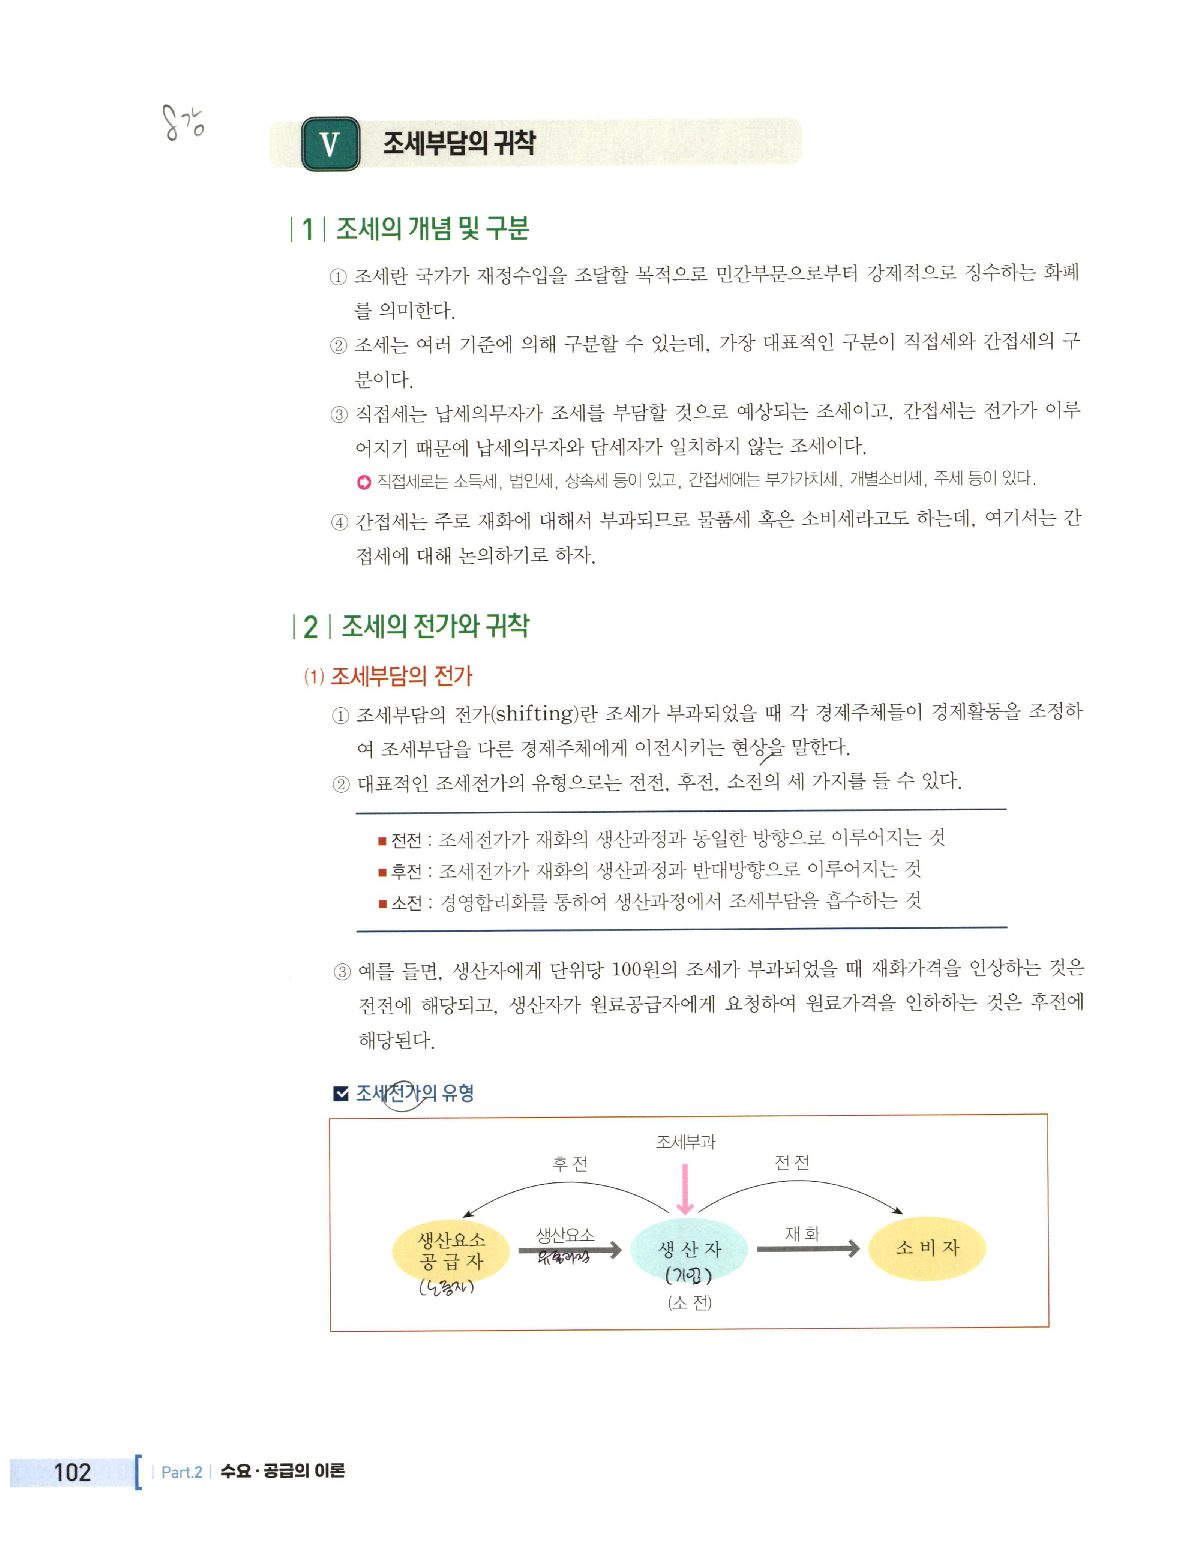 8강
V 조세부담의 귀착
| 1 | 조세의 개념 및 구분
① 조세란 국가가 재정수입을 조달할 목적으로 민간부문으로부터 강제적으로 징수하는 화폐
를 의미한다.
② 조세는 여러 기준에 의해 구분할 수 있는데, 가장 대표적인 구분이 직접세와 간접세의 구
분이다.
③ 직접세는 납세의무자가 조세를 부담할 것으로 예상되는 조세이고, 간접세는 전가가 이루
어지기 때문에 납세의무자와 담세자가 일치하지 않는 조세이다.
직접세로는 소득세, 법인세, 상속세 등이 있고, 간접세에는 부가가치세, 개별소비세, 주세 등이 있다.
④ 간접세는 주로 재화에 대해서 부과되므로 물품세 혹은 소비세라고도 하는데, 여기서는 간
접세에 대해 논의하기로 하자.
| 2 | 조세의 전가와 귀착
(1) 조세부담의 전가
① 조세부담의 전가(shifting)란 조세가 부과되었을 때 각 경제주체들이 경제활동을 조정하
여 조세부담을 다른 경제주체에게 이전시키는 현상을 말한다.
② 대표적인 조세전가의 유형으로는 전전, 후전, 소전의 세 가지를 들 수 있다.
■ 전전 : 조세전가가 재화의 생산과정과 동일한 방향으로 이루어지는 것
■ 후전 : 조세전가가 재화의 생산과정과 반대방향으로 이루어지는 것
■ 소전 : 경영합리화를 통하여 생산과정에서 조세부담을 흡수하는 것
③ 예를 들면, 생산자에게 단위당 100원의 조세가 부과되었을 때 재화가격을 인상하는 것은
전전에 해당되고, 생산자가 원료공급자에게 요청하여 원료가격을 인하하는 것은 후전에
해당된다.
조세전가의 유형
조세부과
후 전
전 전
생산요소
공 급 자
(노동자)
생산요소
생 산 자
(기업)
(소 전)
재 화
소 비 자
102 | Part.2 | 수요 · 공급의 이론